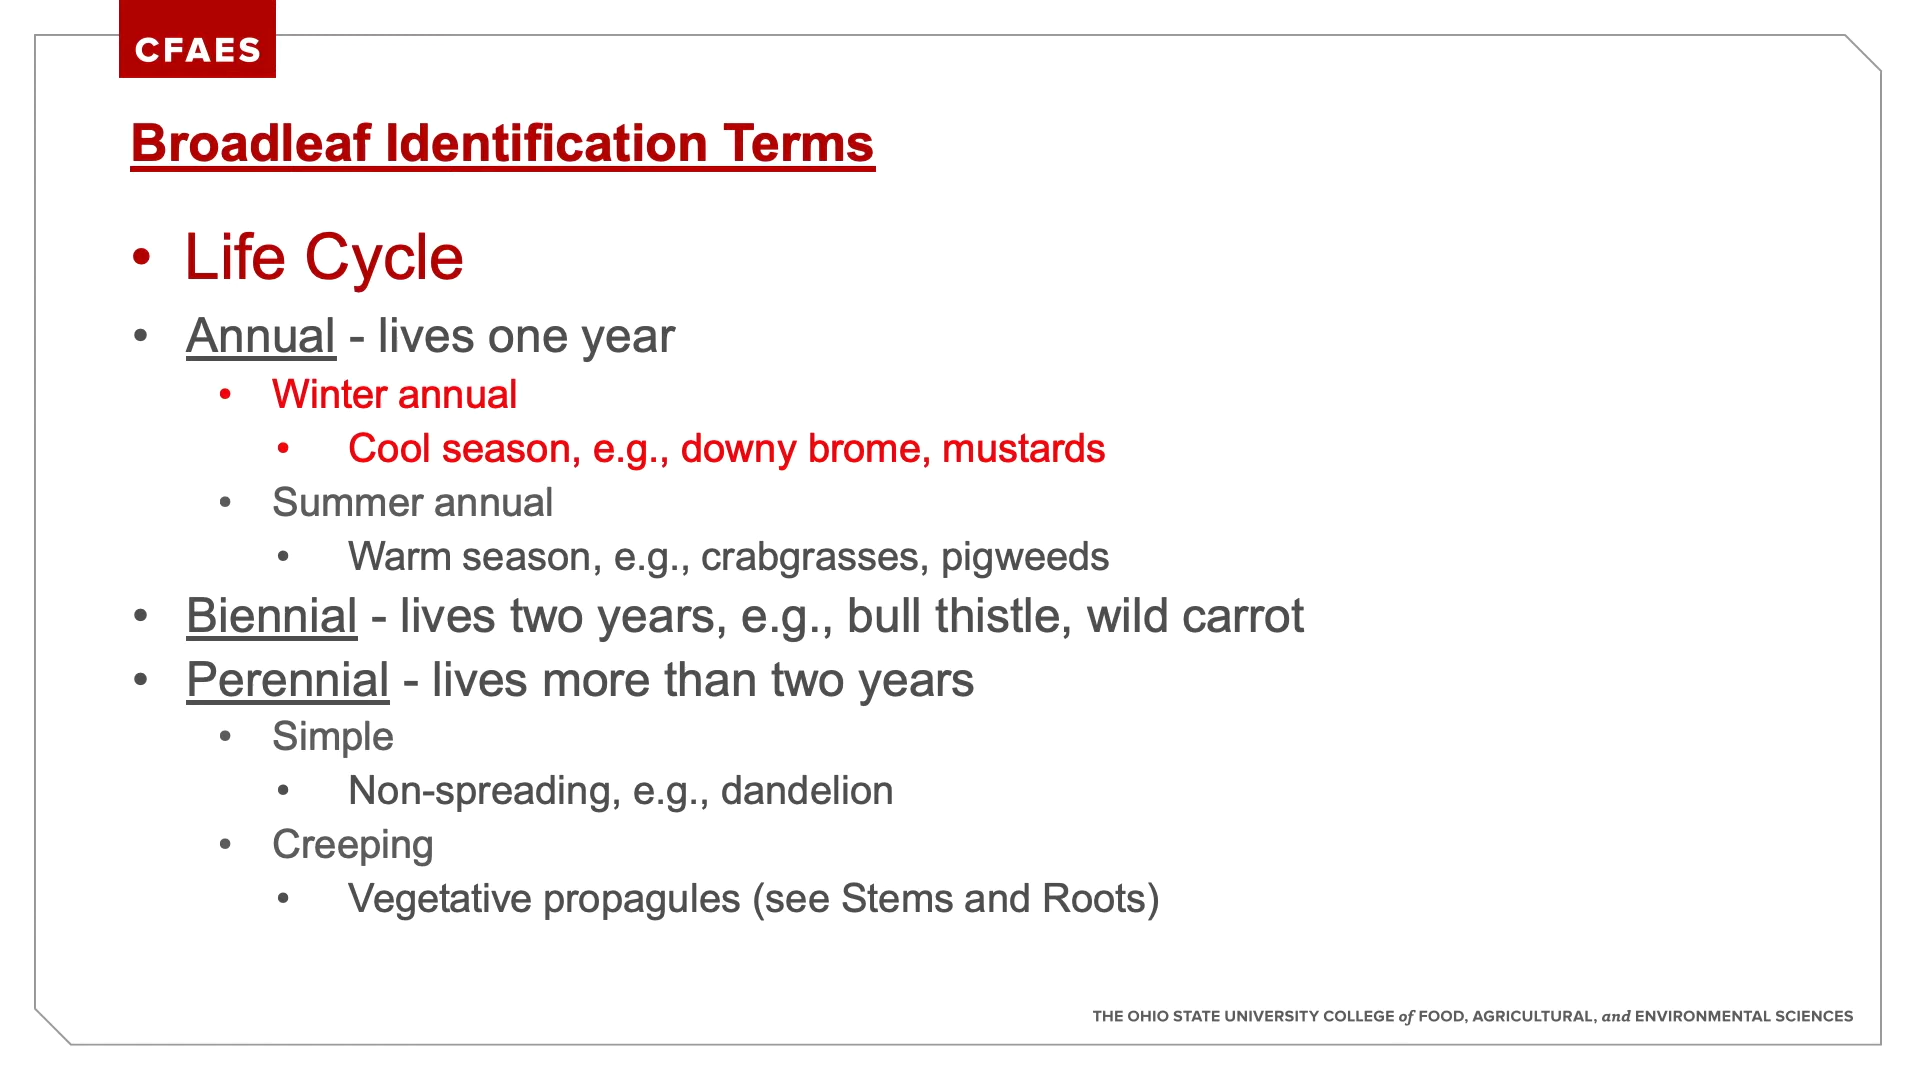 CFAES
Broadleaf Identification Terms
• Life Cycle
• Annual - lives one year
• Winter annual
• Cool season, e.g., downy brome, mustards
• Summer annual
• Warm season, e.g., crabgrasses, pigweeds
• Biennial - lives two years, e.g., bull thistle, wild carrot
• Perennial - lives more than two years
• Simple
• Non-spreading, e.g., dandelion
• Creeping
• Vegetative propagules (see Stems and Roots)
THE OHIO STATE UNIVERSITY COLLEGE of FOOD, AGRICULTURAL, and ENVIRONMENTAL SCIENCES